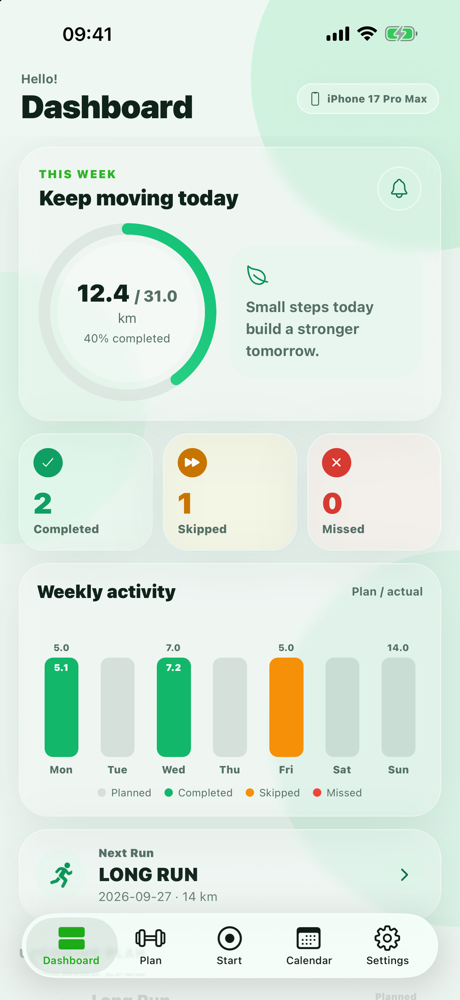 09:41
Hello!
Dashboard
iPhone 17 Pro Max
THIS WEEK
Keep moving today
12.4 / 31.0
km
40% completed
Small steps today
build a stronger
tomorrow.
2
Completed
1
Skipped
0
Missed
Weekly activity
Plan / actual
5.0 7.0 5.0 14.0
5.1 7.2
Mon Tue Wed Thu Fri Sat Sun
Planned Completed Skipped Missed
Next Run
LONG RUN
2026-09-27 · 14 km
Dashboard Plan Start Calendar Settings
Long Run
Planned